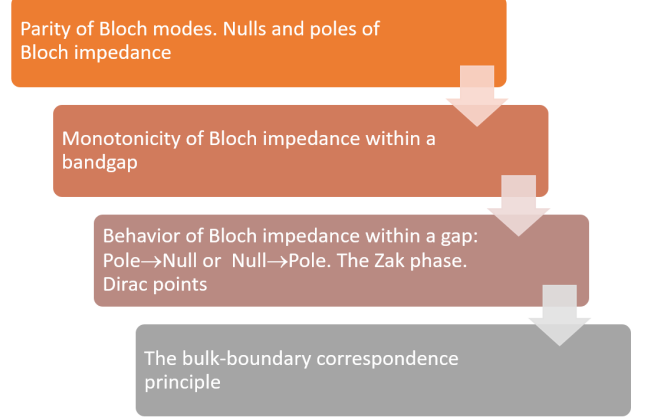 Parity of Bloch modes. Nulls and poles of
Bloch impedance
Monotonicity of Bloch impedance within a
bandgap
Behavior of Bloch impedance within a gap:
Pole→Null or Null→Pole. The Zak phase.
Dirac points
The bulk-boundary correspondence
principle